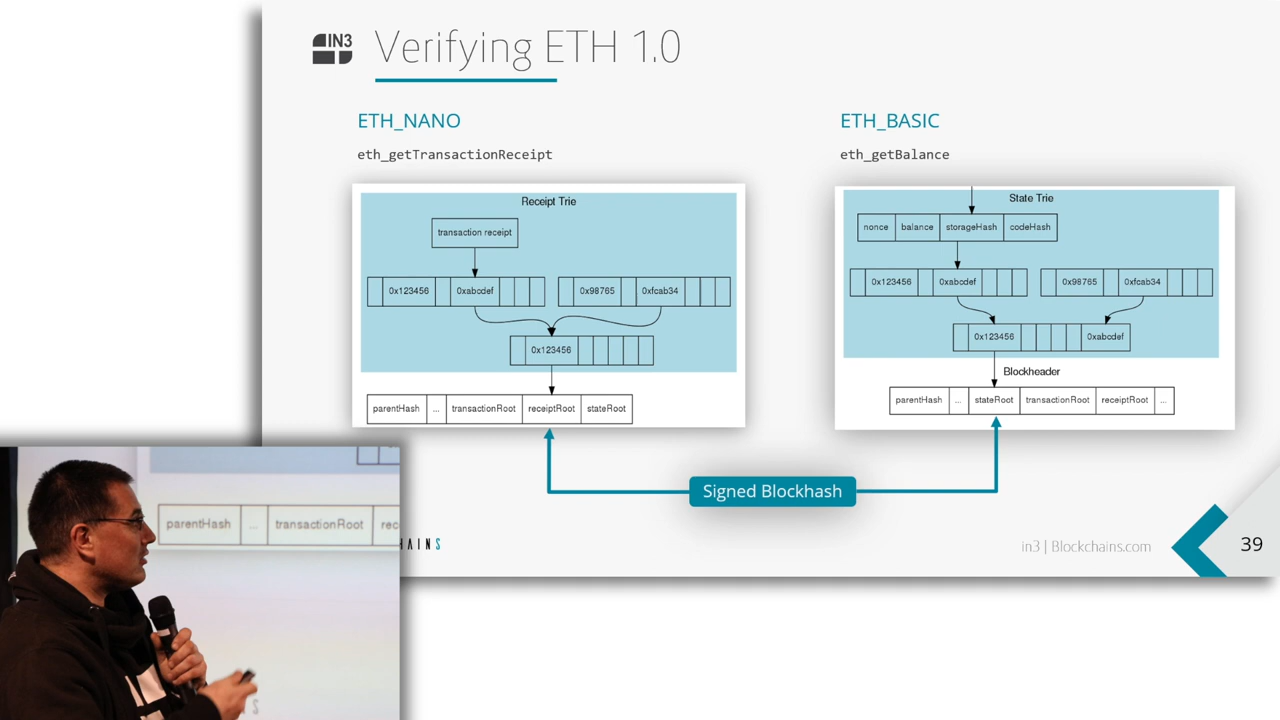 IN3
Verifying ETH 1.0
ETH_NANO
eth_getTransactionReceipt
Receipt Trie
transaction receipt
0x123456 0xabcdef 0x98765 0xfcab34
0x123456
parentHash ... transactionRoot receiptRoot stateRoot
ETH_BASIC
eth_getBalance
State Trie
nonce balance storageHash codeHash
0x123456 0xabcdef 0x98765 0xfcab34
0x123456 0xabcdef
Blockheader
parentHash ... stateRoot transactionRoot receiptRoot ...
Signed Blockhash
HAINS
in3 | Blockchains.com
39
parentHash ... transactionRoot rec
S